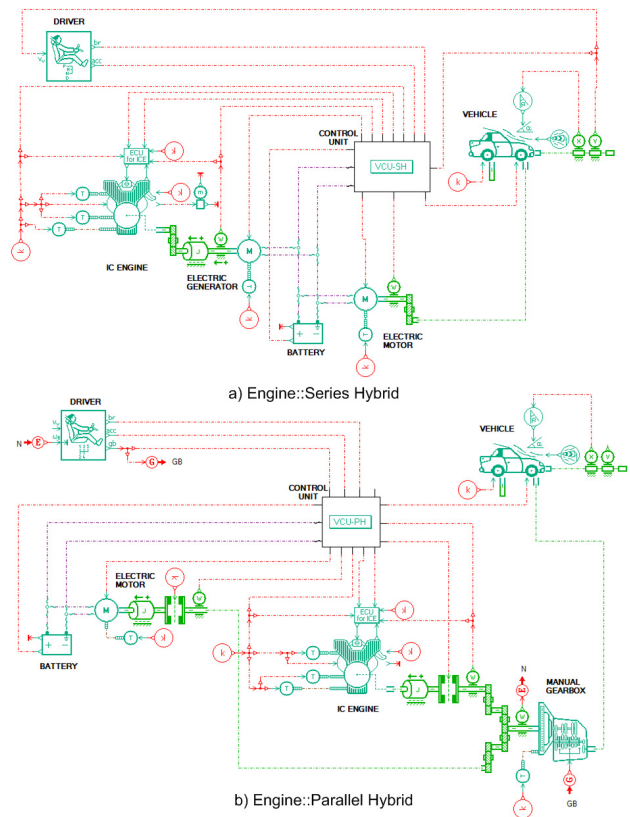 DRIVER
br
acc
VEHICLE
CONTROL
UNIT
VCU-SH
ECU
for ICE
k
k
m
T
T
T
k
IC ENGINE
J
W
M
ELECTRIC
GENERATOR
T
k
W
M
T
k
ELECTRIC
MOTOR
+ -
BATTERY
k
X
V
a) Engine::Series Hybrid
DRIVER
br
acc
gb
N
E
G
GB
VEHICLE
CONTROL
UNIT
VCU-PH
k
X
V
ELECTRIC
MOTOR
k
M
J
W
T
k
+ -
BATTERY
ECU
for ICE
k
k
k
T
T
T
IC ENGINE
J
W
N
E
W
MANUAL
GEARBOX
T
k
G
GB
b) Engine::Parallel Hybrid